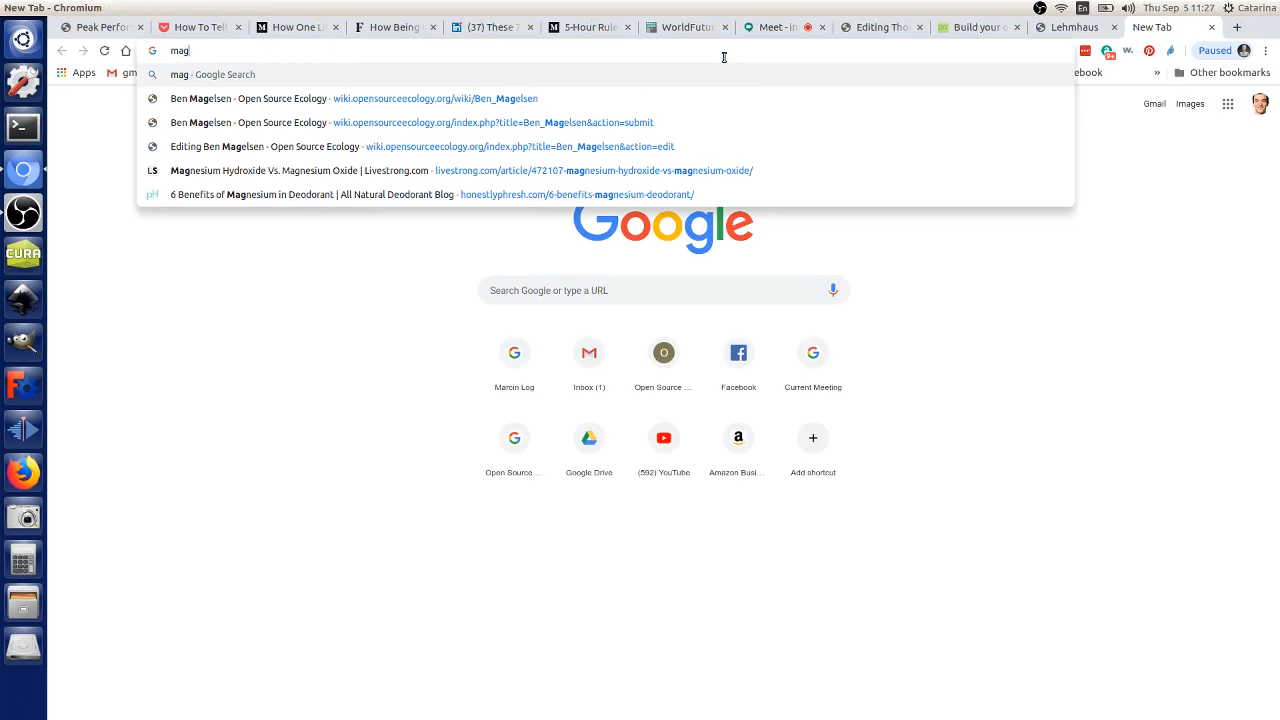 New Tab - Chromium
En
Thu Sep 5 11:27
Catarina
Peak Perfor
How To Tell
How One Li
How Being
(37) These 7
5-Hour Rule
WorldFutur
Meet - in
Editing Tho
Build your o
Lehmhaus
New Tab
mag
9+
W.
Paused
Apps
gm
ebook
»
Other bookmarks
mag - Google Search
Ben Magelsen - Open Source Ecology - wiki.opensourceecology.org/wiki/Ben_Magelsen
Ben Magelsen - Open Source Ecology - wiki.opensourceecology.org/index.php?title=Ben_Magelsen&action=submit
Editing Ben Magelsen - Open Source Ecology - wiki.opensourceecology.org/index.php?title=Ben_Magelsen&action=edit
LS Magnesium Hydroxide Vs. Magnesium Oxide | Livestrong.com - livestrong.com/article/472107-magnesium-hydroxide-vs-magnesium-oxide/
pH 6 Benefits of Magnesium in Deodorant | All Natural Deodorant Blog - honestlyphresh.com/6-benefits-magnesium-deodorant/
Gmail Images
Google
Search Google or type a URL
Marcin Log
Inbox (1)
O
Open Source ...
Facebook
Current Meeting
Open Source ...
Google Drive
(592) YouTube
Amazon Busi...
Add shortcut
CURA